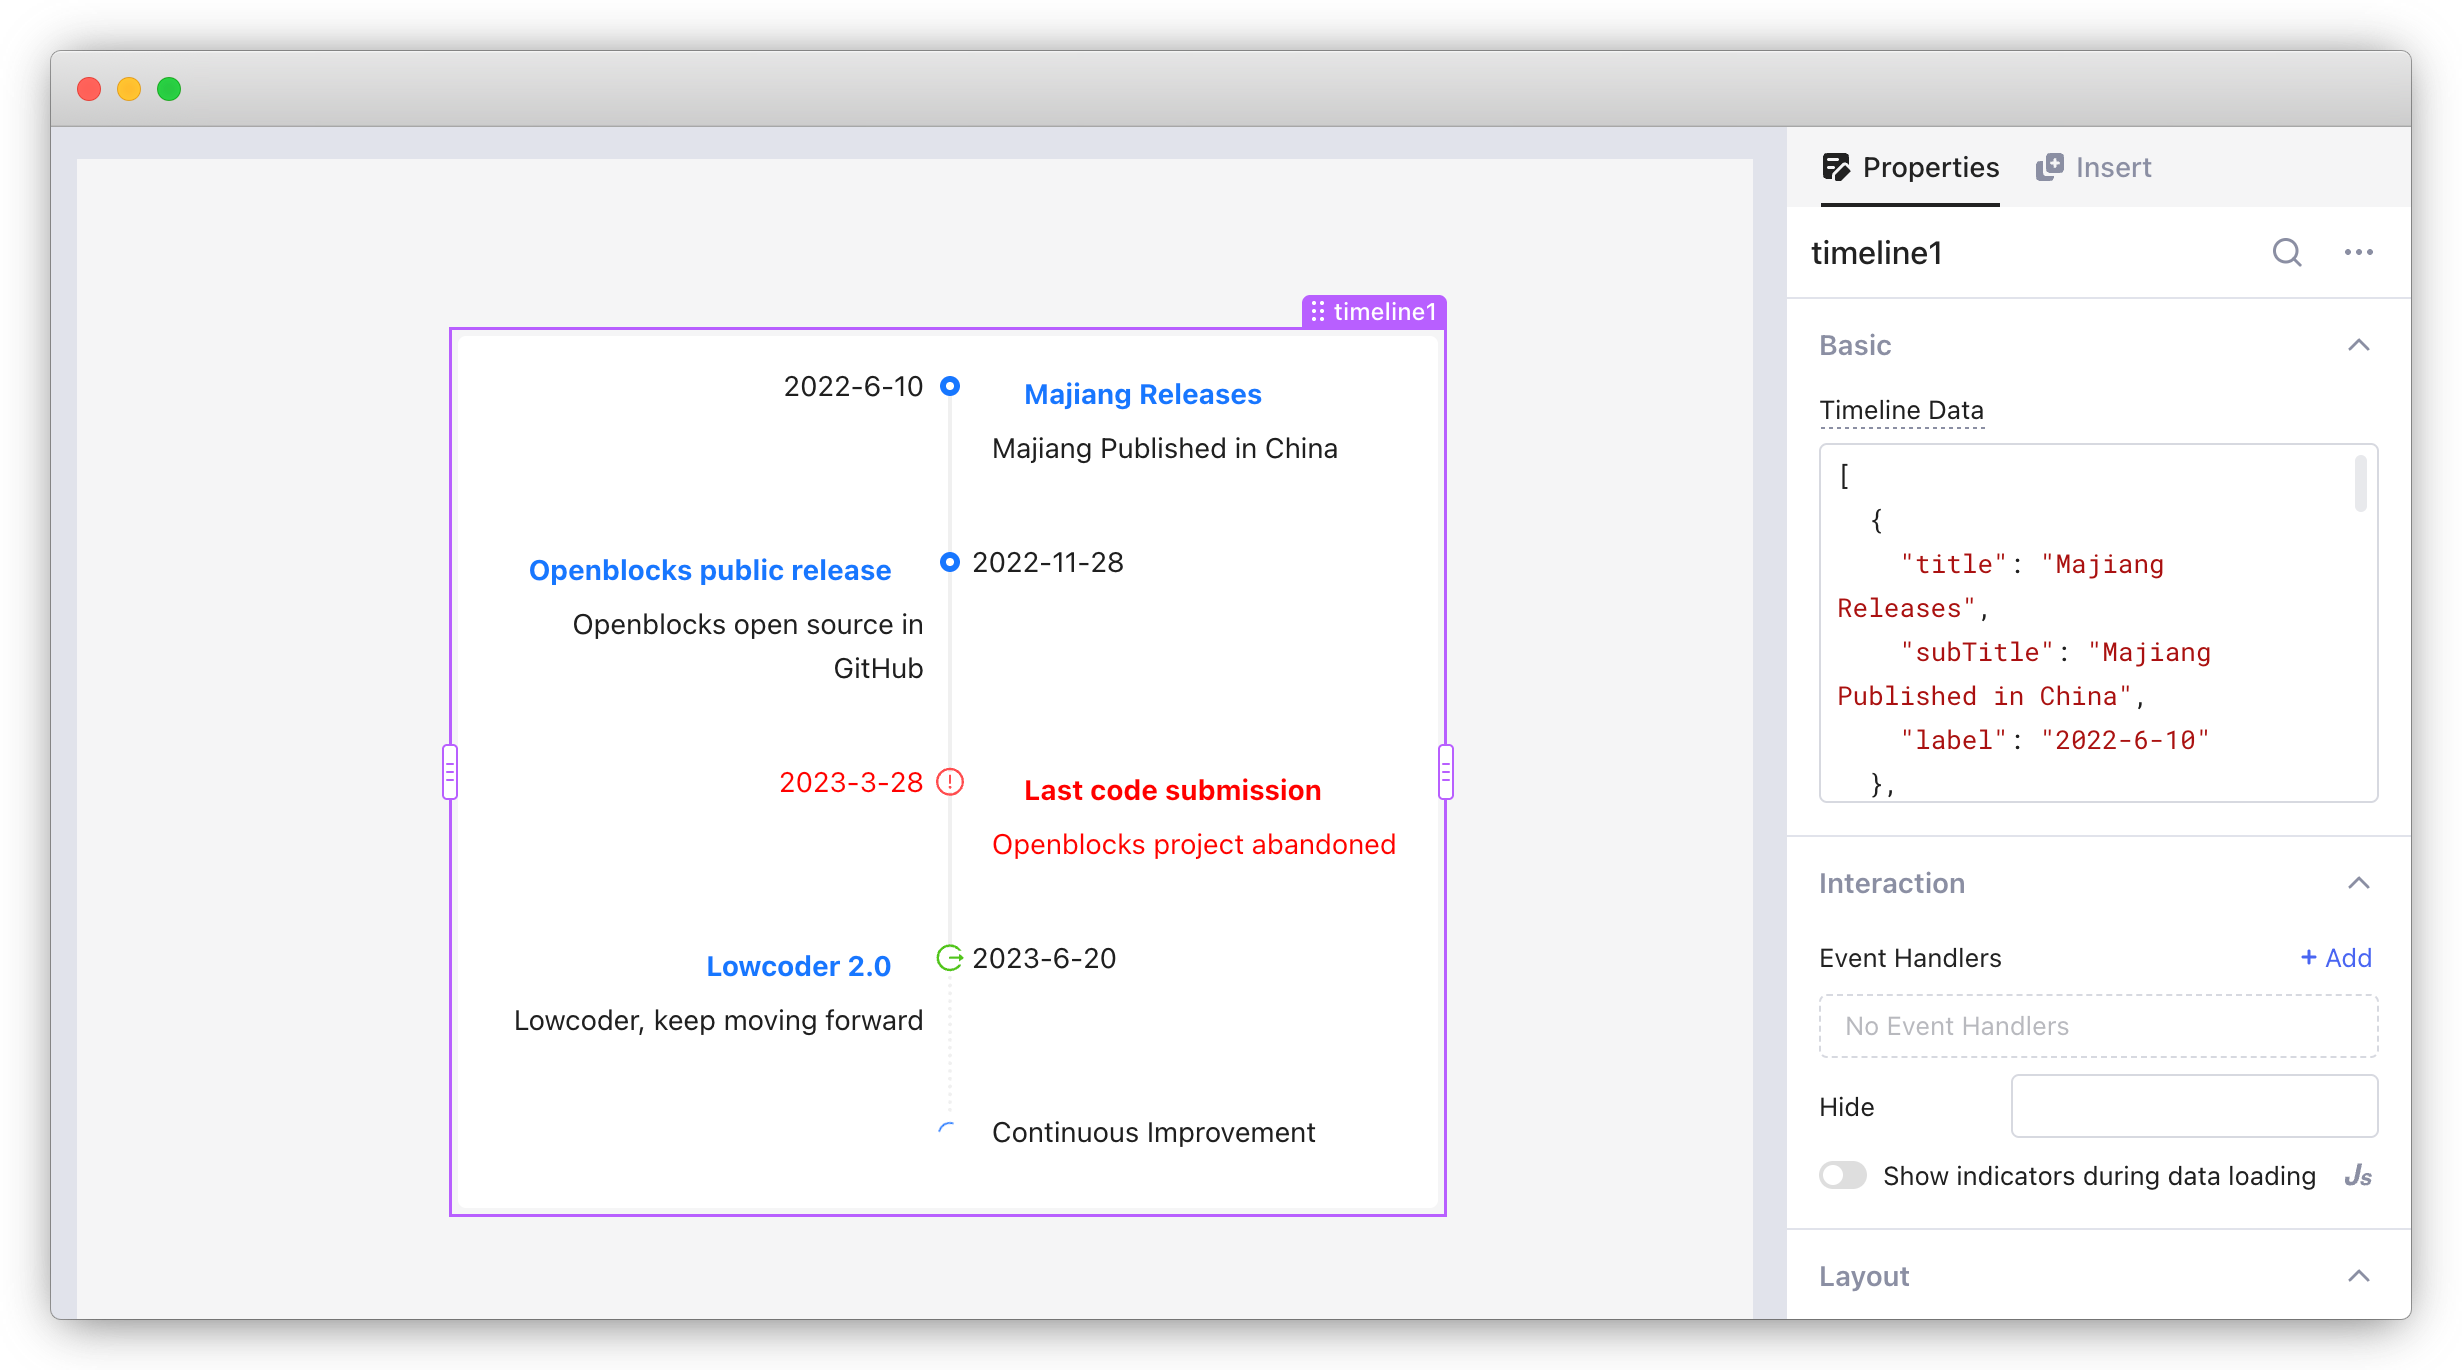 Properties
Insert
timeline1
timeline1
2022-6-10
Majiang Releases
Majiang Published in China
Openblocks public release
2022-11-28
Openblocks open source in
GitHub
2023-3-28
Last code submission
Openblocks project abandoned
Lowcoder 2.0
2023-6-20
Lowcoder, keep moving forward
Continuous Improvement
Basic
Timeline Data
[
{
"title": "Majiang
Releases",
"subTitle": "Majiang
Published in China",
"label": "2022-6-10"
},
Interaction
Event Handlers
+ Add
No Event Handlers
Hide
Show indicators during data loading
Js
Layout